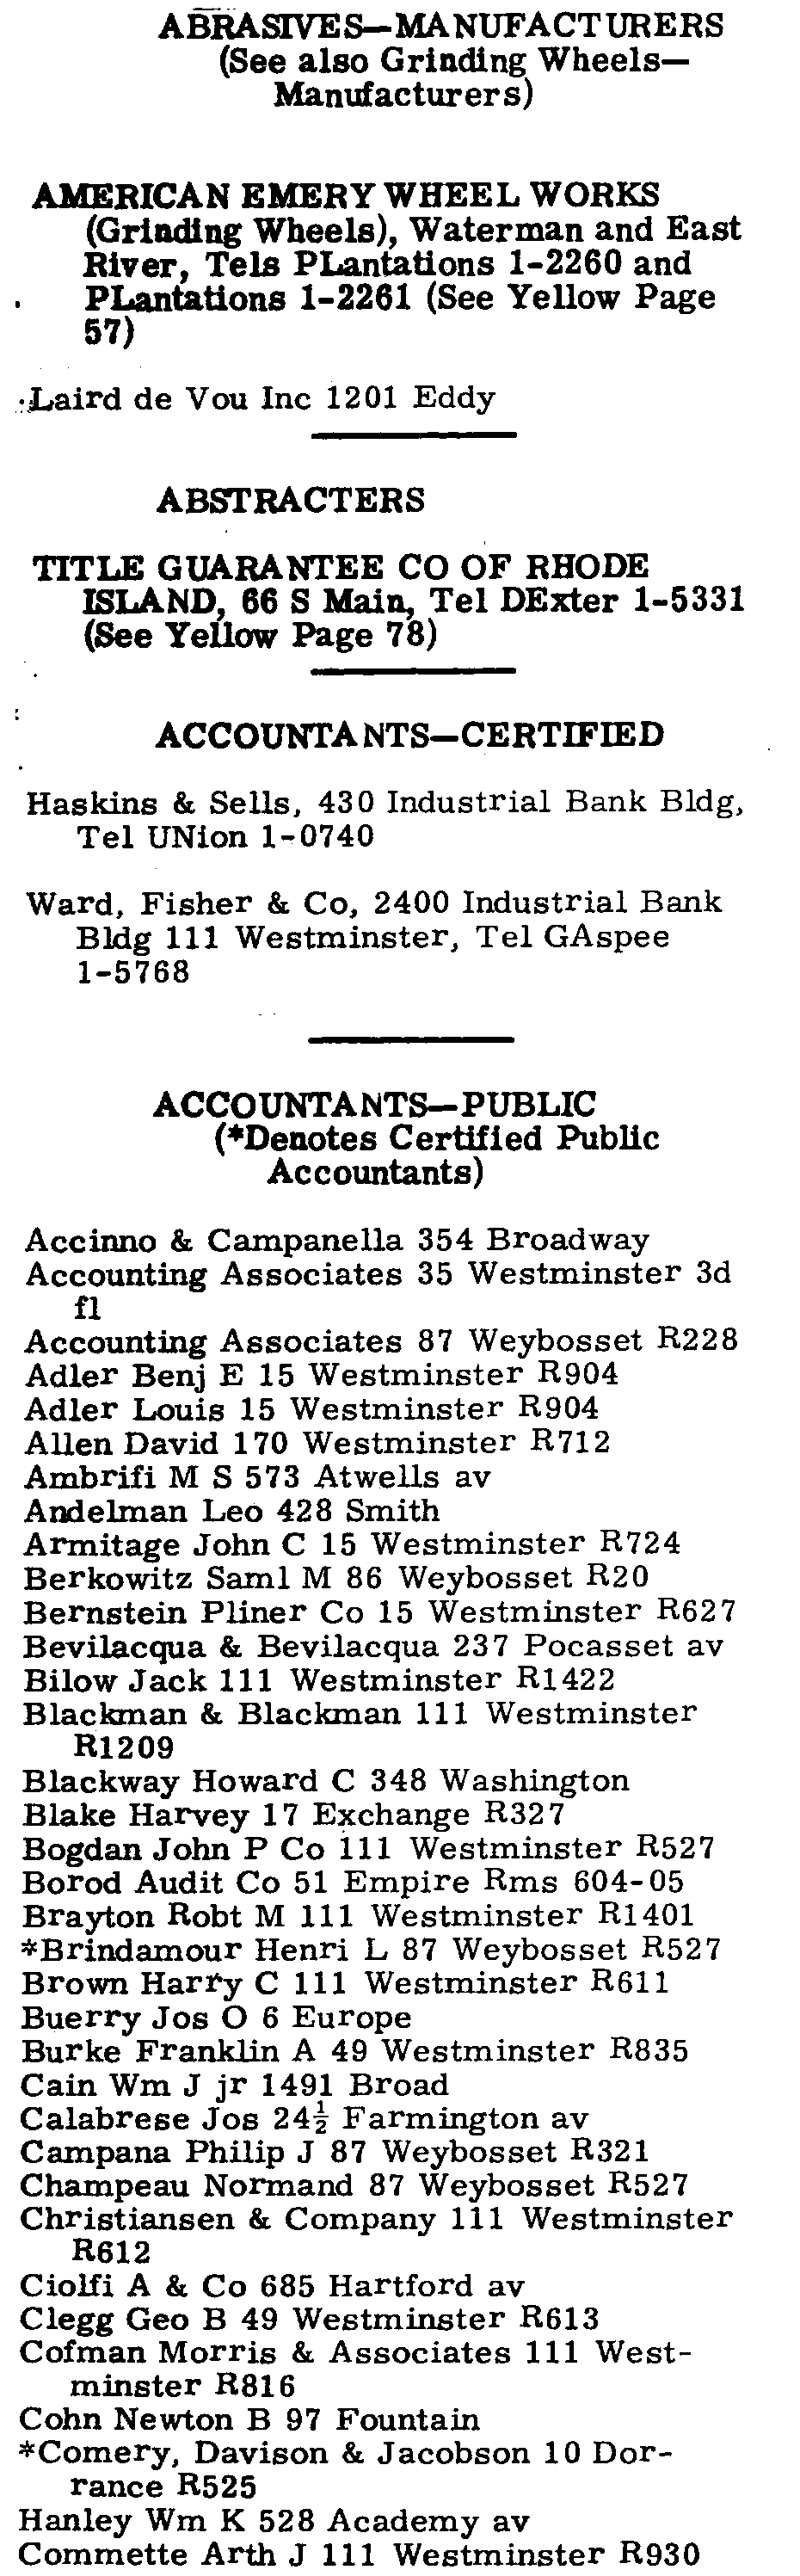 ABRASIVES—MANUFACTURERS
(See also Grinding Wheels—
Manufacturers)
AMERICAN EMERY WHEEL WORKS
(Grinding Wheels), Waterman and East
River, Tels PLantations 1-2260 and
PLantations 1-2261 (See Yellow Page
57)
Laird de Vou Inc 1201 Eddy
ABSTRACTERS
TITLE GUARANTEE CO OF RHODE
ISLAND, 66 S Main, Tel DExter 1-5331
(See Yellow Page 78)
ACCOUNTANTS—CERTIFIED
Haskins & Sells, 430 Industrial Bank Bldg,
Tel UNion 1-0740
Ward, Fisher & Co, 2400 Industrial Bank
Bldg 111 Westminster, Tel GAspee
1-5768
ACCOUNTANTS—PUBLIC
(*Denotes Certified Public
Accountants)
Accinno & Campanella 354 Broadway
Accounting Associates 35 Westminster 3d
fl
Accounting Associates 87 Weybosset R228
Adler Benj E 15 Westminster R904
Adler Louis 15 Westminster R904
Allen David 170 Westminster R712
Ambrifi M S 573 Atwells av
Andelman Leo 428 Smith
Armitage John C 15 Westminster R724
Berkowitz Saml M 86 Weybosset R20
Bernstein Pliner Co 15 Westminster R627
Bevilacqua & Bevilacqua 237 Pocasset av
Bilow Jack 111 Westminster R1422
Blackman & Blackman 111 Westminster
R1209
Blackway Howard C 348 Washington
Blake Harvey 17 Exchange R327
Bogdan John P Co 111 Westminster R527
Borod Audit Co 51 Empire Rms 604-05
Brayton Robt M 111 Westminster R1401
*Brindamour Henri L 87 Weybosset R527
Brown Harry C 111 Westminster R611
Buerry Jos O 6 Europe
Burke Franklin A 49 Westminster R835
Cain Wm J jr 1491 Broad
Calabrese Jos 24½ Farmington av
Campana Philip J 87 Weybosset R321
Champeau Normand 87 Weybosset R527
Christiansen & Company 111 Westminster
R612
Ciolfi A & Co 685 Hartford av
Clegg Geo B 49 Westminster R613
Cofman Morris & Associates 111 West-
minster R816
Cohn Newton B 97 Fountain
*Comery, Davison & Jacobson 10 Dor-
rance R525
Hanley Wm K 528 Academy av
Commette Arth J 111 Westminster R930